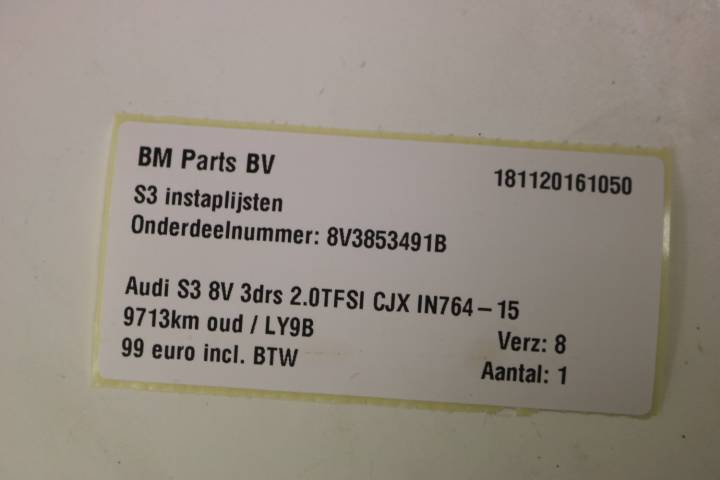 BM Parts BV
181120161050
S3 instaplijsten
Onderdeelnummer: 8V3853491B
Audi S3 8V 3drs 2.0TFSI CJX IN764-15
9713km oud / LY9B
Verz: 8
99 euro incl. BTW
Aantal: 1